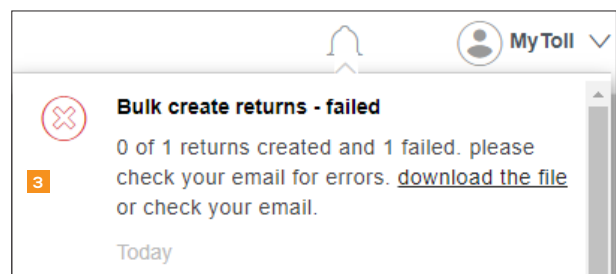 MyToll
Bulk create returns - failed
0 of 1 returns created and 1 failed. please
check your email for errors. download the file
3
or check your email.
Today